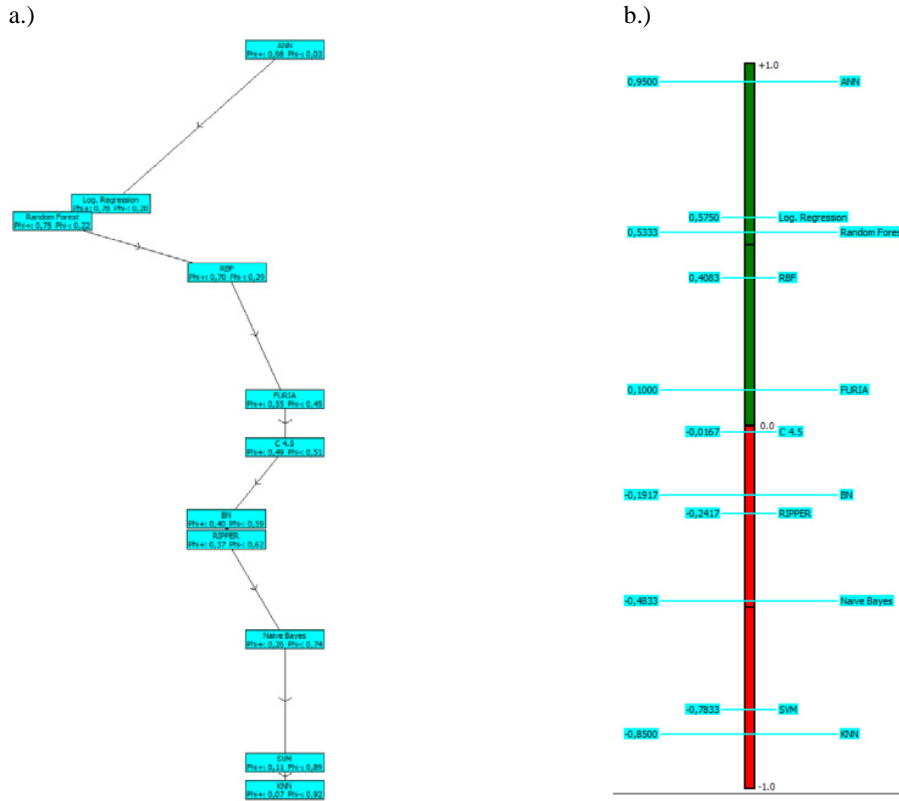 a.)
ANN
Phi+: 0,98 Phi-: 0,03
Log. Regression
Phi+: 0,78 Phi-: 0,20
Random Forest
Phi+: 0,75 Phi-: 0,22
RBF
Phi+: 0,70 Phi-: 0,29
FURIA
Phi+: 0,55 Phi-: 0,45
C 4.5
Phi+: 0,49 Phi-: 0,51
BN
Phi+: 0,40 Phi-: 0,59
RIPPER
Phi+: 0,37 Phi-: 0,62
Naive Bayes
Phi+: 0,26 Phi-: 0,74
SVM
Phi+: 0,11 Phi-: 0,89
KNN
Phi+: 0,07 Phi-: 0,92
b.)
+1.0
0,9500 ANN
0,5750 Log. Regression
0,5333 Random Fores
0,4083 RBF
0,1000 FURIA
0.0
-0,0167 C 4.5
-0,1917 BN
-0,2417 RIPPER
-0,4833 Naive Bayes
-0,7833 SVM
-0,8500 KNN
-1.0